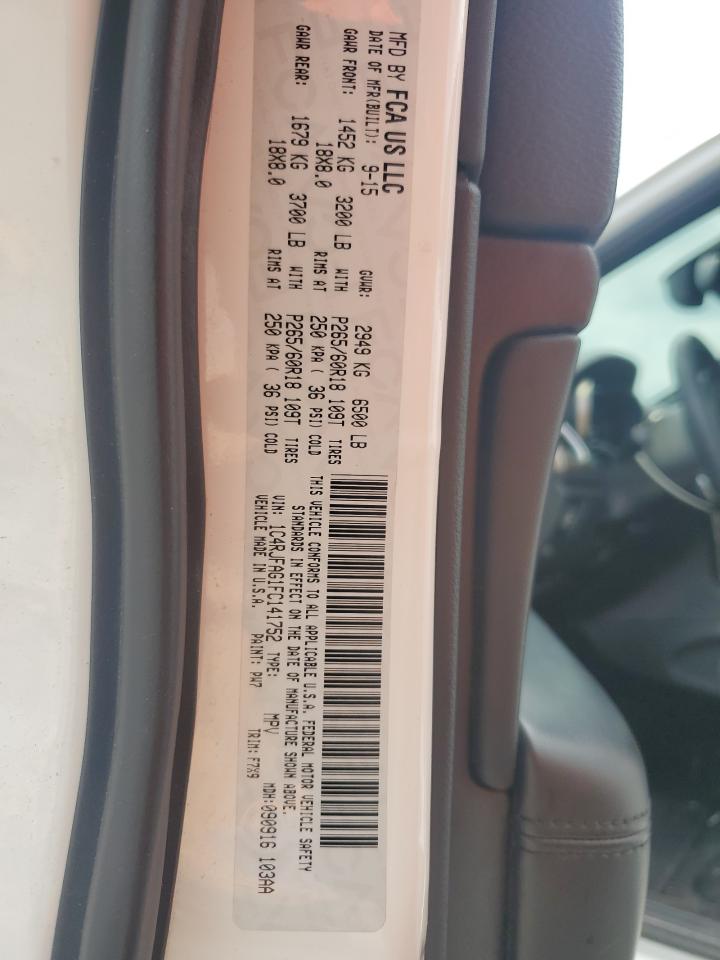 MFD BY FCA US LLC
DATE OF MFR(BUILT): 9-15 GVWR: 2949 KG 6500 LB
GAWR FRONT: 1452 KG 3200 LB WITH P265/60R18 109T TIRES
18X8.0 RIMS AT 250 KPA ( 36 PSI) COLD
GAWR REAR: 1679 KG 3700 LB WITH P265/60R18 109T TIRES
18X8.0 RIMS AT 250 KPA ( 36 PSI) COLD
THIS VEHICLE CONFORMS TO ALL APPLICABLE U.S.A. FEDERAL MOTOR VEHICLE SAFETY
STANDARDS IN EFFECT ON THE DATE OF MANUFACTURE SHOWN ABOVE.
VIN: 1C4RJFAG1FC141752 TYPE: MPV MDH:090916 103AA
VEHICLE MADE IN U.S.A. PAINT: PW7 TRIM: F7X9